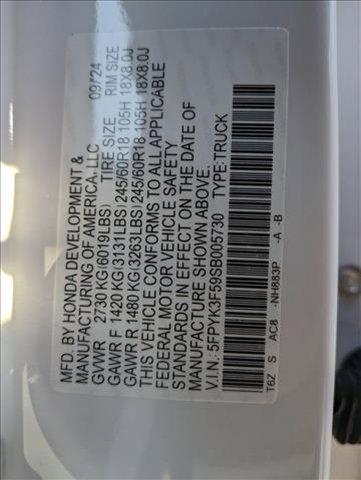 MFD. BY HONDA DEVELOPMENT &
MANUFACTURING OF AMERICA, LLC 09/24
GVWR 2730 KG(6019LBS) TIRE SIZE RIM SIZE
GAWR F 1420 KG(3131LBS)245/60R18 105H 18X8.0J
GAWR R 1480 KG(3263LBS)245/60R18 105H 18X8.0J
THIS VEHICLE CONFORMS TO ALL APPLICABLE
FEDERAL MOTOR VEHICLE SAFETY
STANDARDS IN EFFECT ON THE DATE OF
MANUFACTURE SHOWN ABOVE.
V.I.N.: 5FPYK3F59SB005730 TYPE:TRUCK
T6Z S AC8 -NH883P -A -B